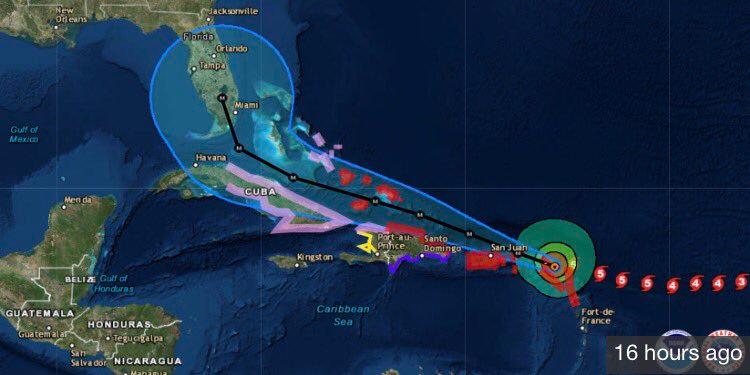 New
Orleans
Jacksonville
Florida
Orlando
Tampa
Miami
Gulf of
Mexico
Havana
CUBA
Merida
Port-au-
Prince
Santo
Domingo
San Juan
Kingston
BELIZE
Gulf of
Honduras
Caribbean
Sea
GUATEMALA
Guatemala
HONDURAS
Tegucigalpa
San
Salvador
NICARAGUA
Managua
Fort-de-
France
M
M
M
M
M
M
M
5
5
5
4
4
4
3
16 hours ago